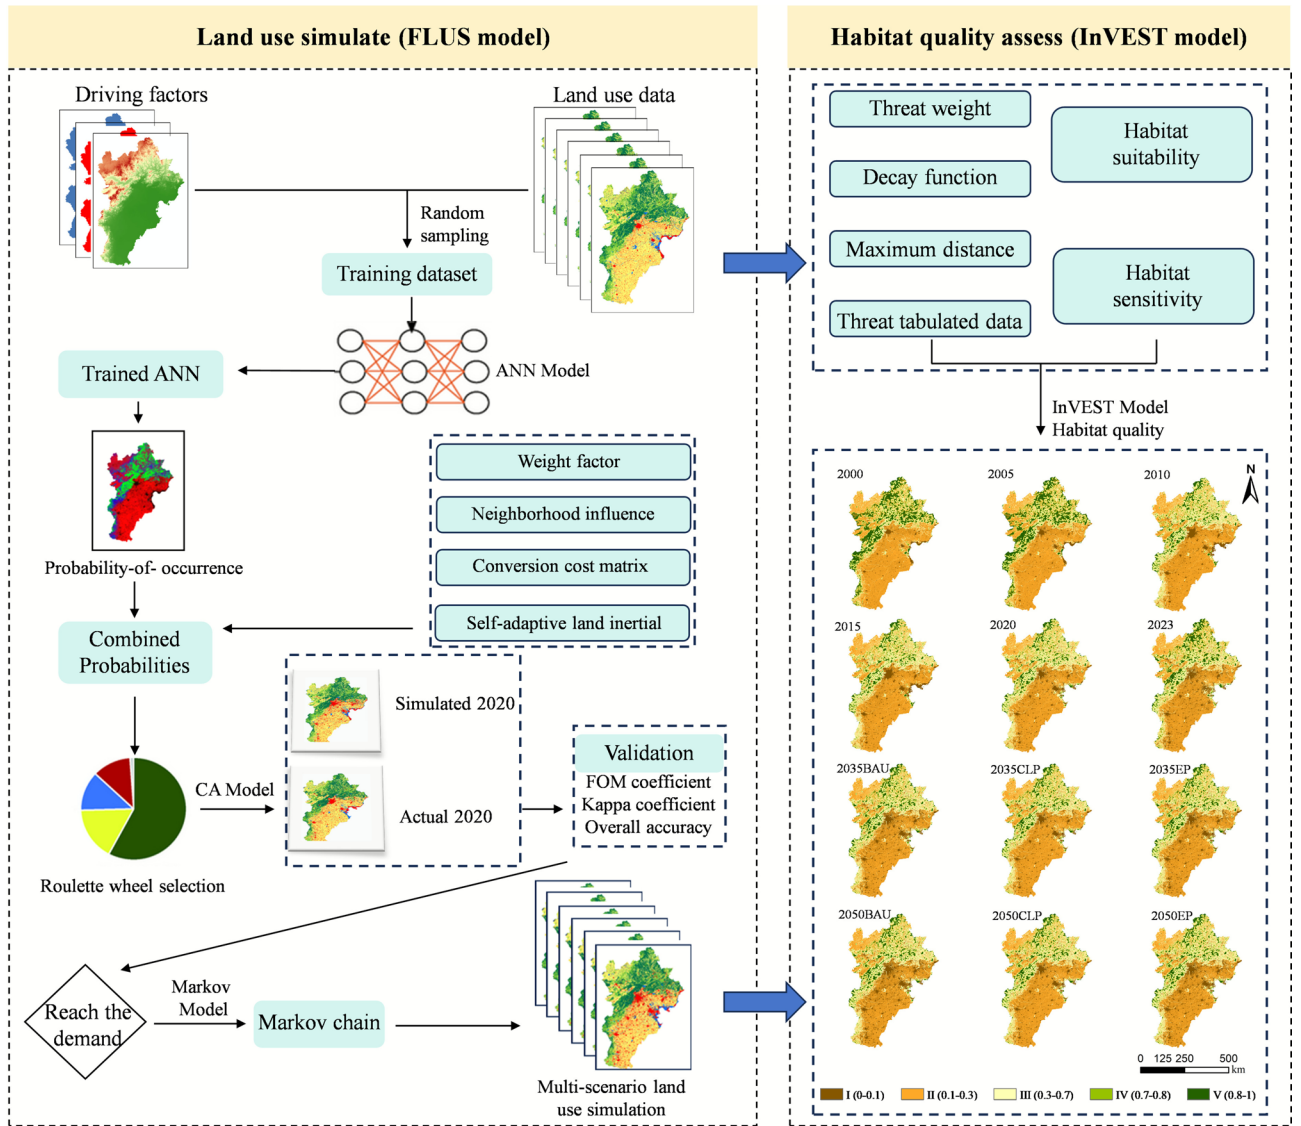 Land use simulate (FLUS model)
Driving factors
Land use data
Random
sampling
Training dataset
ANN Model
Trained ANN
Probability-of- occurrence
Weight factor
Neighborhood influence
Conversion cost matrix
Self-adaptive land inertial
Combined
Probabilities
Roulette wheel selection
CA Model
Simulated 2020
Actual 2020
Validation
FOM coefficient
Kappa coefficient
Overall accuracy
Reach the
demand
Markov
Model
Markov chain
Multi-scenario land
use simulation
Habitat quality assess (InVEST model)
Threat weight
Decay function
Maximum distance
Threat tabulated data
Habitat
suitability
Habitat
sensitivity
InVEST Model
Habitat quality
2000
2005
2010
N
2015
2020
2023
2035BAU
2035CLP
2035EP
2050BAU
2050CLP
2050EP
0 125 250 500
km
I (0-0.1)
II (0.1-0.3)
III (0.3-0.7)
IV (0.7-0.8)
V (0.8-1)